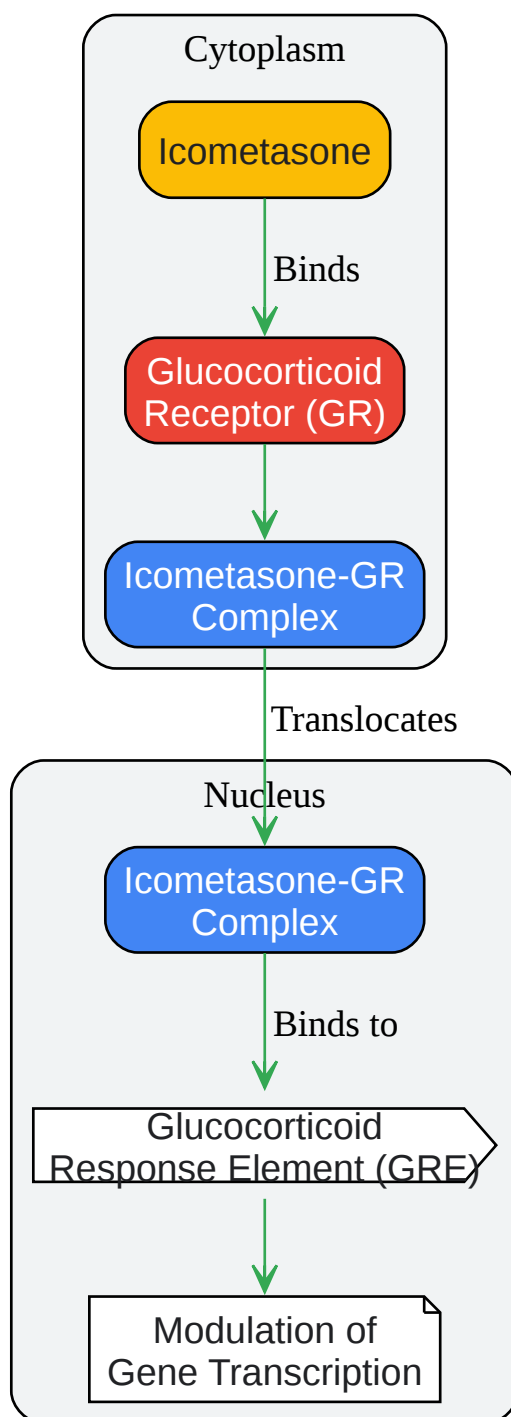 Cytoplasm
Icometasone
Binds
Glucocorticoid
Receptor (GR)
Icometasone-GR
Complex
Translocates
Nucleus
Icometasone-GR
Complex
Binds to
Glucocorticoid
Response Element (GRE)
Modulation of
Gene Transcription